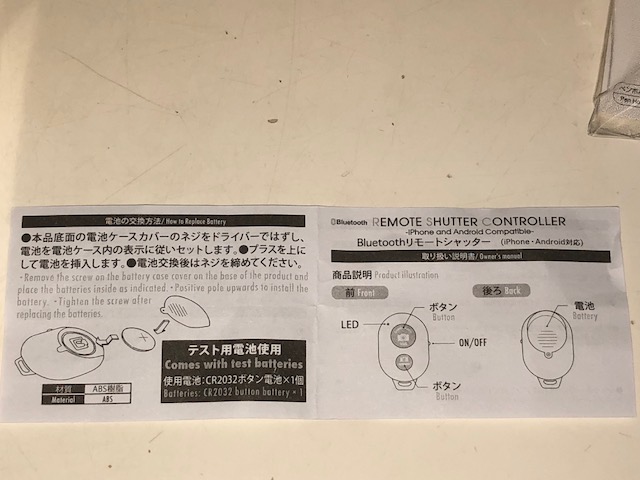 電池の交換方法/How to Replace Battery
●本品底面の電池ケースカバーのネジをドライバーではずし、
電池を電池ケース内の表示に従いセットします。●プラスを上に
して電池を挿入します。●電池交換後はネジを締めてください。
・Remove the screw on the battery case cover on the base of the product and
place the batteries inside as indicated. ・Positive pole upwards to install the
battery. ・Tighten the screw after
replacing the batteries.
テスト用電池使用
Comes with test batteries
使用電池:CR2032ボタン電池×1個
Batteries: CR2032 button battery × 1
材質 ABS樹脂
Material ABS
Bluetooth REMOTE SHUTTER CONTROLLER
-iPhone and Android Compatible-
Bluetoothリモートシャッター (iPhone・Android対応)
取り扱い説明書/Owner's manual
商品説明 Product illustration
前 Front
後ろ Back
LED
ボタン
Button
ON/OFF
ボタン
Button
電池
Battery